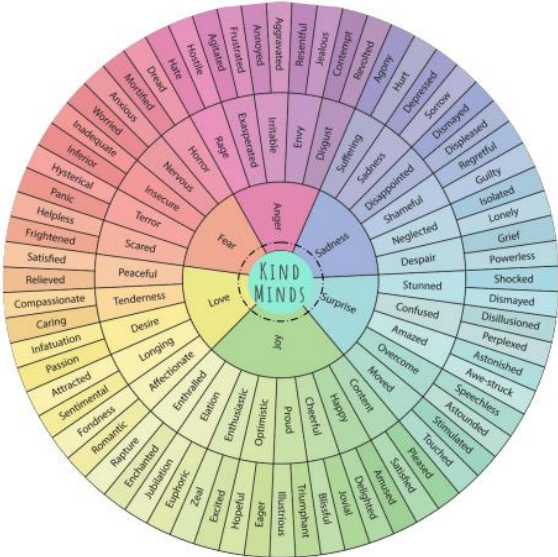 KIND
MINDS
Anger
Sadness
Surprise
Joy
Love
Fear
Rage
Exasperated
Irritable
Envy
Disgust
Suffering
Sadness
Disappointed
Shameful
Neglected
Despair
Stunned
Confused
Amazed
Overcome
Moved
Content
Happy
Cheerful
Proud
Optimistic
Enthusiastic
Elation
Enthralled
Affectionate
Longing
Desire
Tenderness
Peaceful
Scared
Terror
Insecure
Nervous
Horror
Hate
Hostile
Agitated
Frustrated
Annoyed
Aggravated
Resentful
Jealous
Contempt
Revolted
Agony
Hurt
Depressed
Sorrow
Dismayed
Displeased
Regretful
Guilty
Isolated
Lonely
Grief
Powerless
Shocked
Dismayed
Disillusioned
Perplexed
Astonished
Awe-struck
Speechless
Astounded
Stimulated
Touched
Pleased
Satisfied
Amused
Delighted
Jovial
Blissful
Triumphant
Illustrious
Eager
Hopeful
Excited
Zeal
Euphoric
Jubilation
Enchanted
Rapture
Romantic
Fondness
Sentimental
Attracted
Passion
Infatuation
Caring
Compassionate
Relieved
Satisfied
Frightened
Helpless
Panic
Hysterical
Inferior
Inadequate
Worried
Anxious
Mortified
Dread